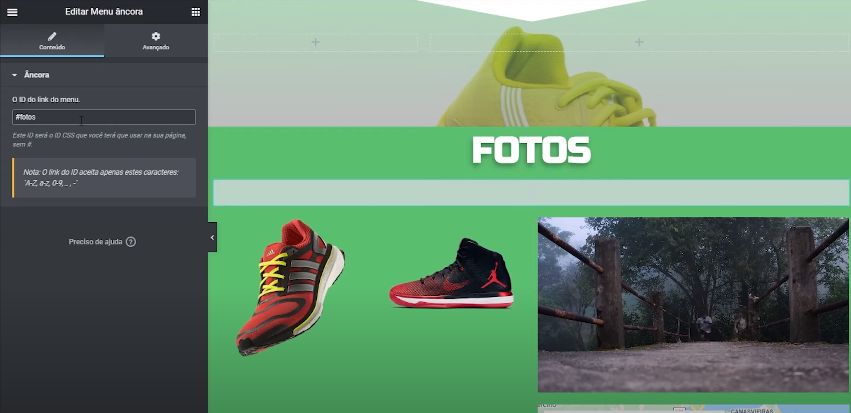 Editar Menu âncora
Conteúdo
Avançado
Âncora
O ID do link do menu.
#fotos
Este ID será o ID CSS que você terá que usar na sua página,
sem #.
Nota: O link do ID aceita apenas estes caracteres:
Preciso de ajuda ?
FOTOS
CANASVIEIRAS